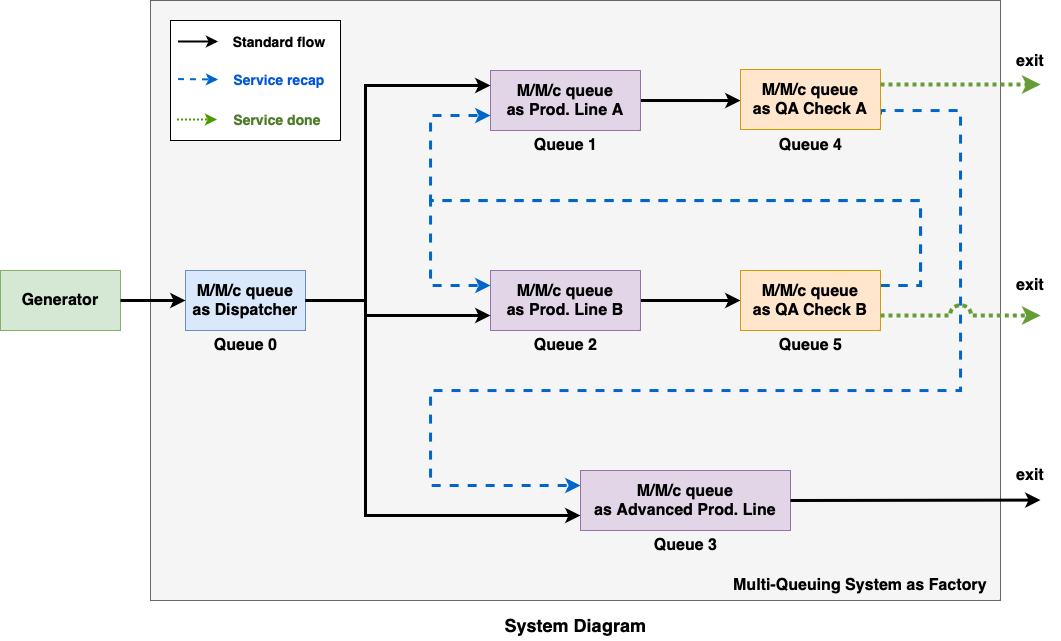 Standard flow
Service recap
Service done
exit
M/M/c queue
as Prod. Line A
Queue 1
M/M/c queue
as QA Check A
Queue 4
Generator
M/M/c queue
as Dispatcher
Queue 0
M/M/c queue
as Prod. Line B
Queue 2
M/M/c queue
as QA Check B
Queue 5
exit
M/M/c queue
as Advanced Prod. Line
Queue 3
exit
Multi-Queuing System as Factory
System Diagram